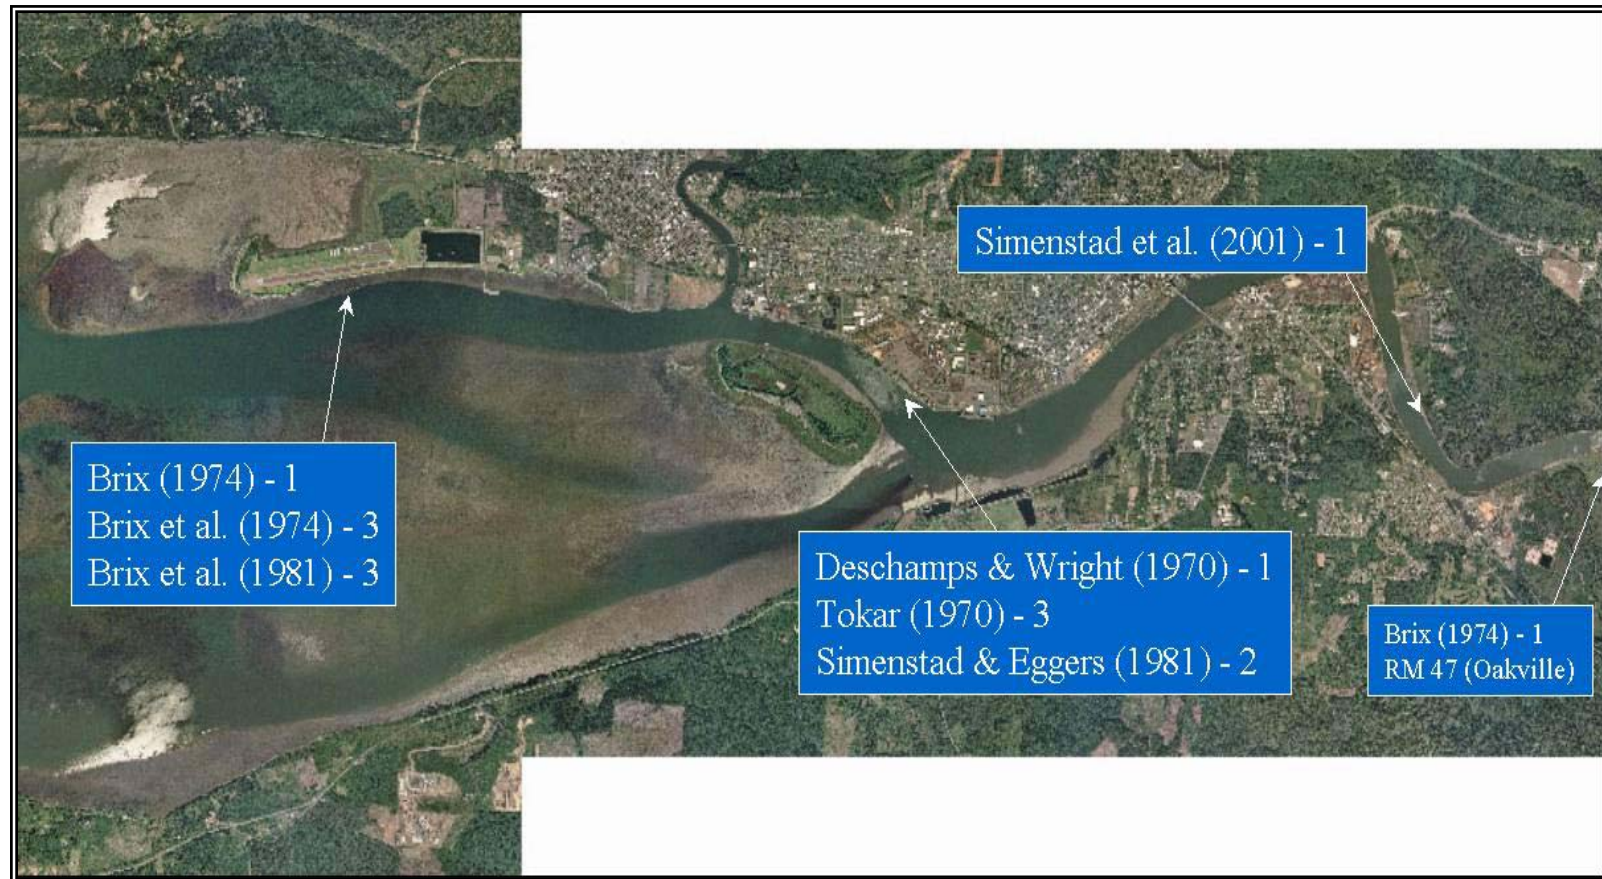 Simenstad et al. (2001) - 1
Brix (1974) - 1
Brix et al. (1974) - 3
Brix et al. (1981) - 3
Deschamps & Wright (1970) - 1
Tokar (1970) - 3
Simenstad & Eggers (1981) - 2
Brix (1974) - 1
RM 47 (Oakville)